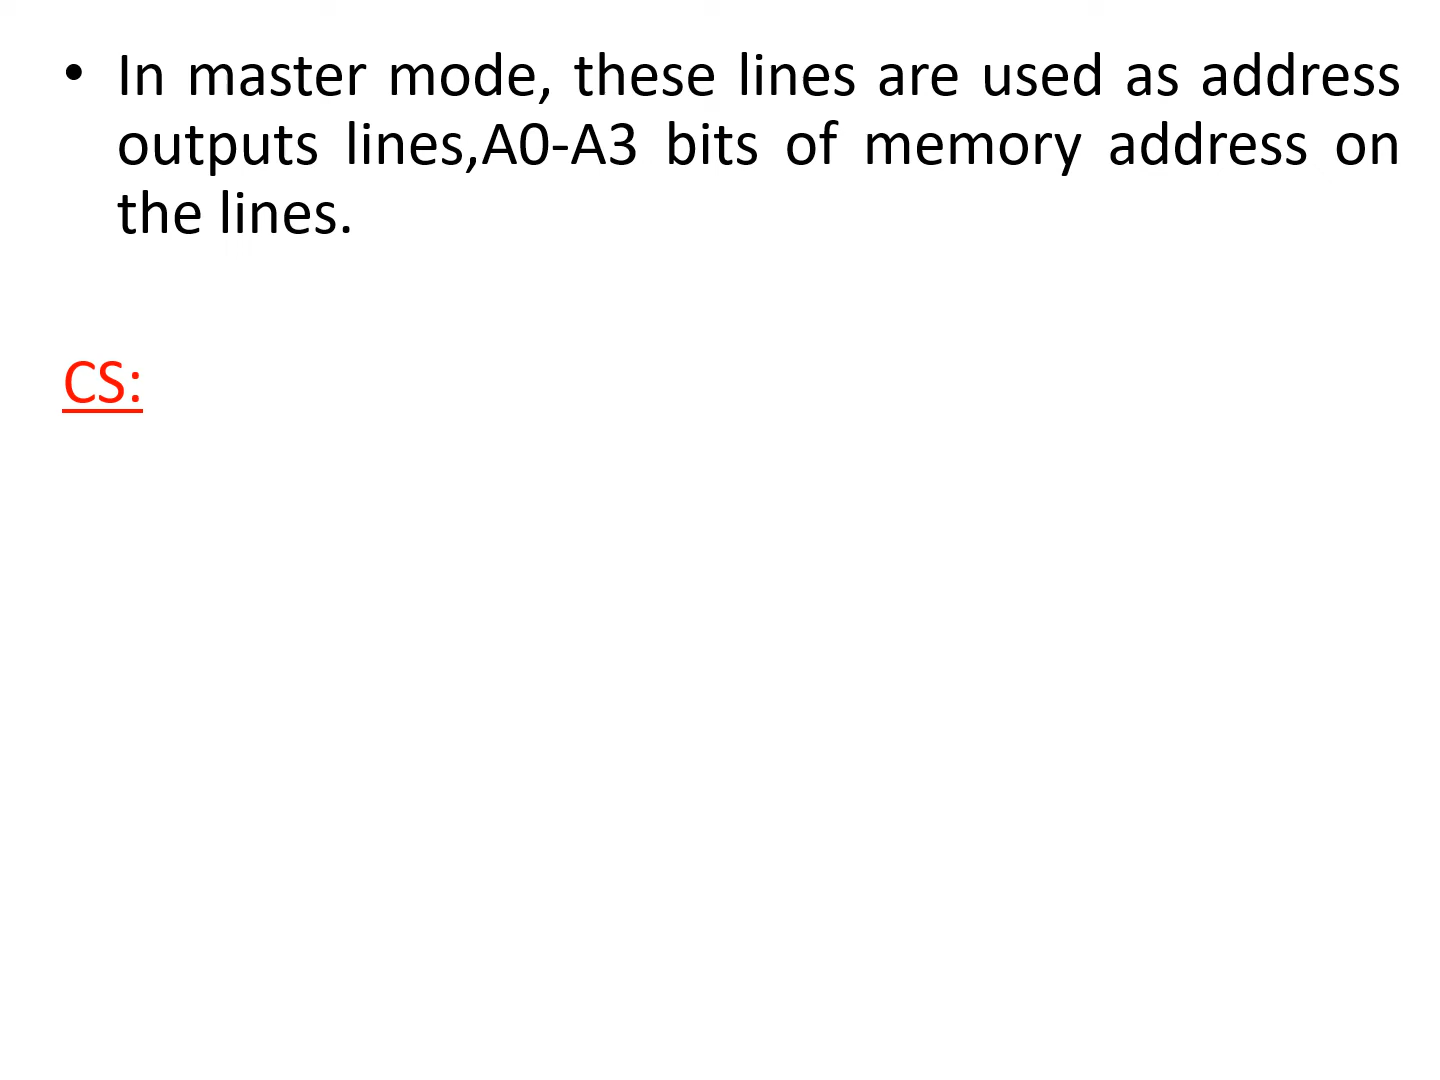 • In master mode, these lines are used as address
outputs lines,A0-A3 bits of memory address on
the lines.
CS: